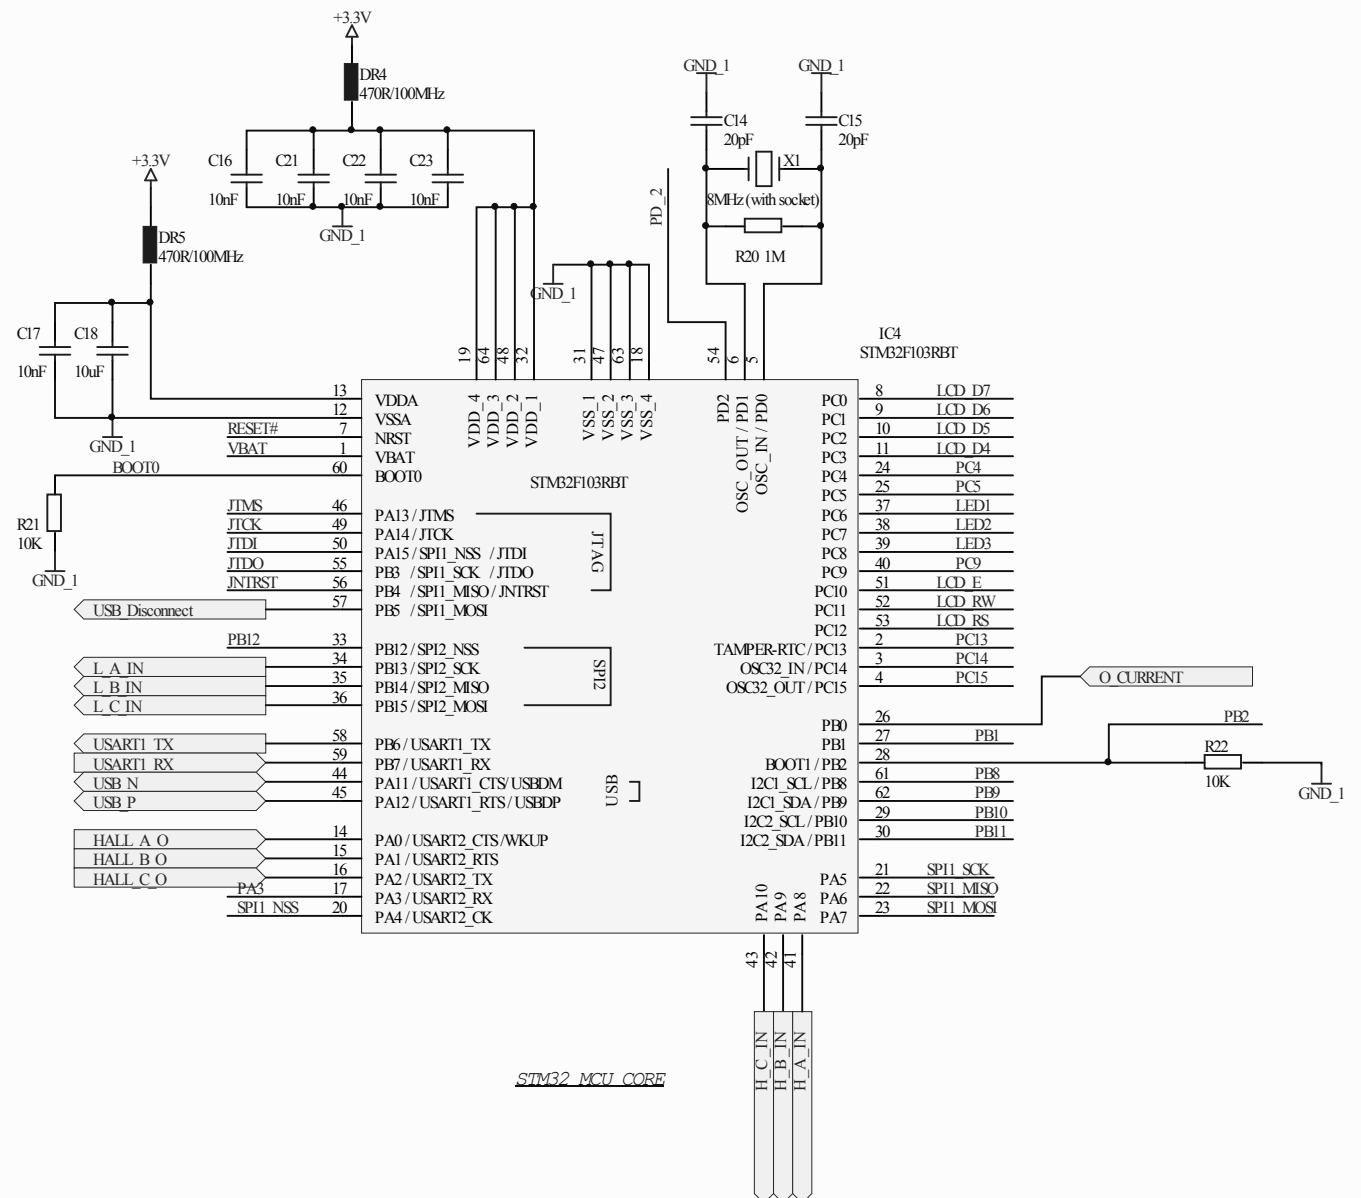 +3.3V
DR4
470R/100MHz
GND_1
GND_1
C14
20pF
C15
20pF
C16
10nF
C21
10nF
C22
10nF
C23
10nF
GND_1
+3.3V
DR5
470R/100MHz
X1
8MHz (with socket)
R20 1M
PD_2
GND_1
C17
10nF
C18
10uF
GND_1
IC4
STM32F103RBT
19
64
48
32
31
47
63
18
54
6
5
VDD_4
VDD_3
VDD_2
VDD_1
VSS_1
VSS_2
VSS_3
VSS_4
PD2
OSC_OUT / PD1
OSC_IN / PD0
STM32F103RBT
13 VDDA
12 VSSA
RESET# 7 NRST
VBAT 1 VBAT
BOOT0 60 BOOT0
R21
10K
GND_1
JTMS 46 PA13 / JTMS
JTCK 49 PA14 / JTCK
JTDI 50 PA15 / SPI1_NSS / JTDI
JTDO 55 PB3 / SPI1_SCK / JTDO
JNTRST 56 PB4 / SPI1_MISO / JNTRST
USB_Disconnect 57 PB5 / SPI1_MOSI
JTAG
PB12 33 PB12 / SPI2_NSS
L_A_IN 34 PB13 / SPI2_SCK
L_B_IN 35 PB14 / SPI2_MISO
L_C_IN 36 PB15 / SPI2_MOSI
SPI2
USART1_TX 58 PB6 / USART1_TX
USART1_RX 59 PB7 / USART1_RX
USB_N 44 PA11 / USART1_CTS / USBDM
USB_P 45 PA12 / USART1_RTS / USBDP
USB
HALL_A_O 14 PA0 / USART2_CTS / WKUP
HALL_B_O 15 PA1 / USART2_RTS
HALL_C_O 16 PA2 / USART2_TX
PA3 17 PA3 / USART2_RX
SPI1_NSS 20 PA4 / USART2_CK
PC0 8 LCD_D7
PC1 9 LCD_D6
PC2 10 LCD_D5
PC3 11 LCD_D4
PC4 24 PC4
PC5 25 PC5
PC6 37 LED1
PC7 38 LED2
PC8 39 LED3
PC9 40 PC9
PC10 51 LCD_E
PC11 52 LCD_RW
PC12 53 LCD_RS
TAMPER-RTC / PC13 2 PC13
OSC32_IN / PC14 3 PC14
OSC32_OUT / PC15 4 PC15
O_CURRENT
PB0 26
PB1 27 PB1
BOOT1 / PB2 28
PB2
R22
10K
GND_1
I2C1_SCL / PB8 61 PB8
I2C1_SDA / PB9 62 PB9
I2C2_SCL / PB10 29 PB10
I2C2_SDA / PB11 30 PB11
PA5 21 SPI1_SCK
PA6 22 SPI1_MISO
PA7 23 SPI1_MOSI
PA10
PA9
PA8
43
42
41
H_C_IN
H_B_IN
H_A_IN
STM32 MCU CORE